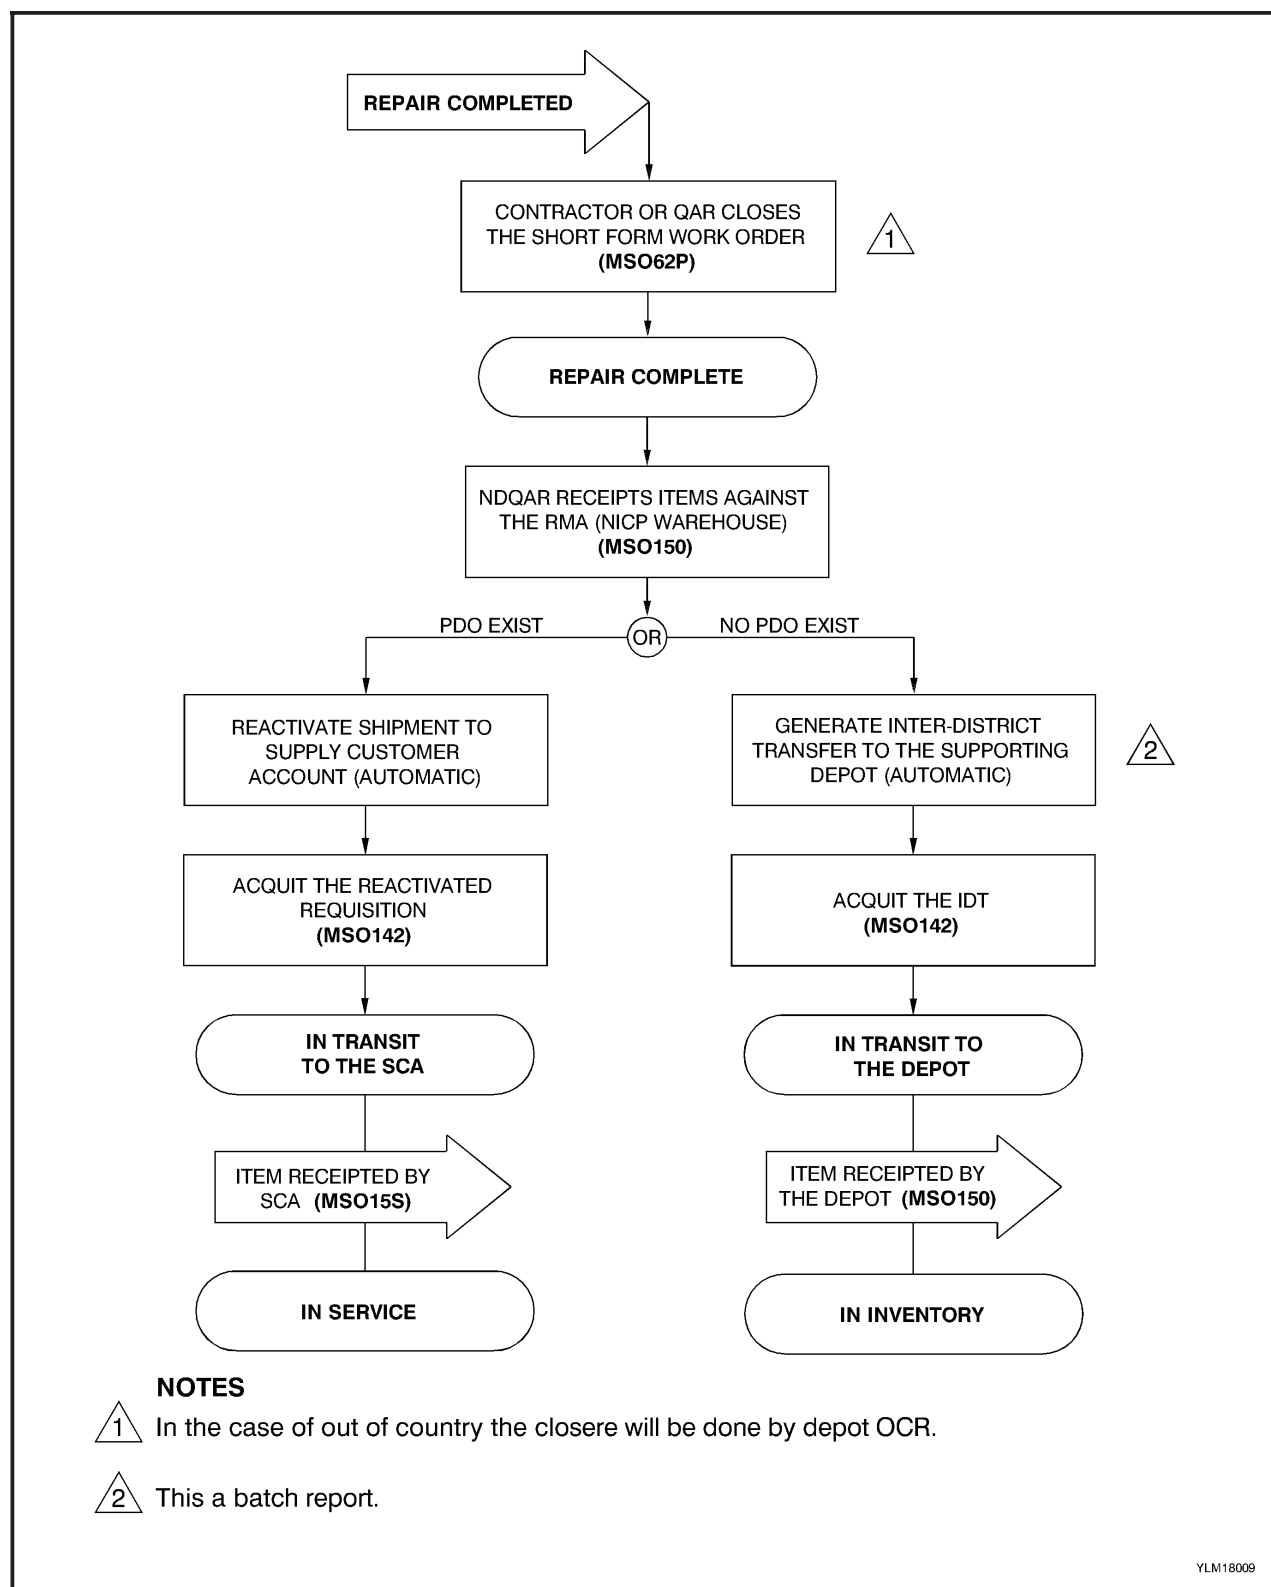 REPAIR COMPLETED
CONTRACTOR OR QAR CLOSES
THE SHORT FORM WORK ORDER
(MSO62P)
1
REPAIR COMPLETE
NDQAR RECEIPTS ITEMS AGAINST
THE RMA (NICP WAREHOUSE)
(MSO150)
PDO EXIST
OR
NO PDO EXIST
REACTIVATE SHIPMENT TO
SUPPLY CUSTOMER
ACCOUNT (AUTOMATIC)
GENERATE INTER-DISTRICT
TRANSFER TO THE SUPPORTING
DEPOT (AUTOMATIC)
2
ACQUIT THE REACTIVATED
REQUISITION
(MSO142)
ACQUIT THE IDT
(MSO142)
IN TRANSIT
TO THE SCA
IN TRANSIT TO
THE DEPOT
ITEM RECEIPTED BY
SCA (MSO15S)
ITEM RECEIPTED BY
THE DEPOT (MSO150)
IN SERVICE
IN INVENTORY
NOTES
1 In the case of out of country the closere will be done by depot OCR.
2 This a batch report.
YLM18009